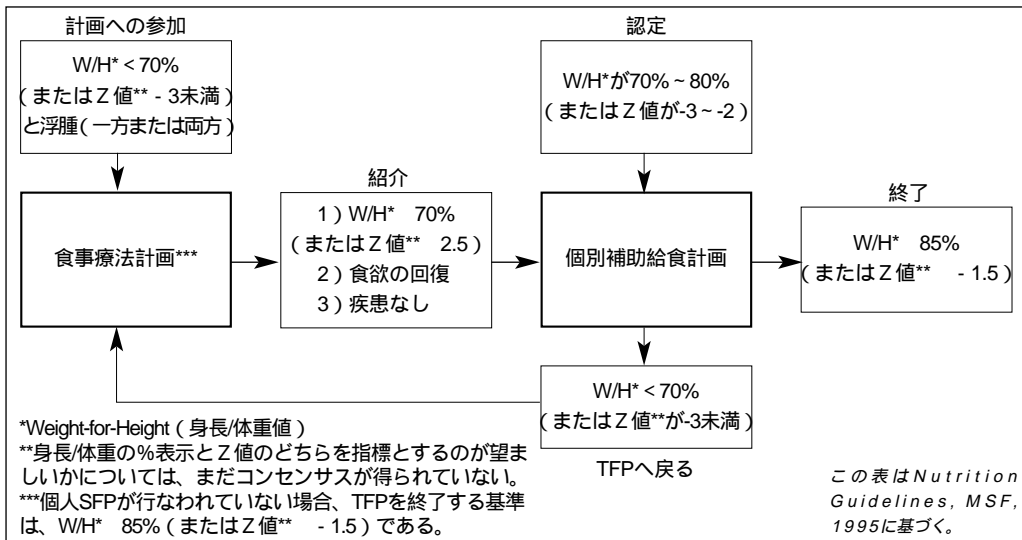 計画への参加
W/H* < 70%
(またはZ値** - 3未満)
と浮腫(一方または両方)
認定
W/H*が70%～80%
(またはZ値が-3～-2)
食事療法計画***
紹介
1)W/H* 70%
(またはZ値** 2.5)
2)食欲の回復
3)疾患なし
個別補助給食計画
終了
W/H* 85%
(またはZ値** - 1.5)
W/H* < 70%
(またはZ値**が-3未満)
TFPへ戻る
*Weight-for-Height(身長/体重値)
**身長/体重の%表示とZ値のどちらを指標とするのが望ま
しいかについては、まだコンセンサスが得られていない。
***個人SFPが行なわれていない場合、TFPを終了する基準
は、W/H* 85%(またはZ値** - 1.5)である。
この表はNutrition
Guidelines, MSF,
1995に基づく。